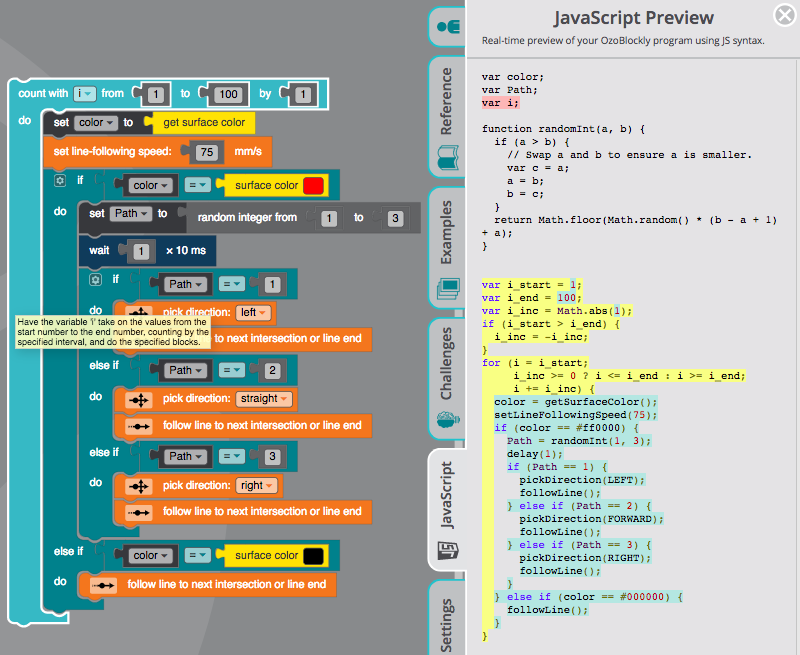 count with i from 1 to 100 by 1
do set color to get surface color
set line-following speed: 75 mm/s
if color = surface color
do set Path to random integer from 1 to 3
wait 1 × 10 ms
if Path = 1
do pick direction: left
to next intersection or line end
Have the variable 'i' take on the values from the
start number to the end number, counting by the
specified interval, and do the specified blocks.
else if Path = 2
do pick direction: straight
follow line to next intersection or line end
else if Path = 3
do pick direction: right
follow line to next intersection or line end
else if color = surface color
do follow line to next intersection or line end
Reference
Examples
Challenges
JavaScript
Settings
JavaScript Preview
Real-time preview of your OzoBlockly program using JS syntax.
var color;
var Path;
var i;
function randomInt(a, b) {
if (a > b) {
// Swap a and b to ensure a is smaller.
var c = a;
a = b;
b = c;
}
return Math.floor(Math.random() * (b - a + 1)
+ a);
}
var i_start = 1;
var i_end = 100;
var i_inc = Math.abs(1);
if (i_start > i_end) {
i_inc = -i_inc;
}
for (i = i_start;
i_inc >= 0 ? i <= i_end : i >= i_end;
i += i_inc) {
color = getSurfaceColor();
setLineFollowingSpeed(75);
if (color == #ff0000) {
Path = randomInt(1, 3);
delay(1);
if (Path == 1) {
pickDirection(LEFT);
followLine();
} else if (Path == 2) {
pickDirection(FORWARD);
followLine();
} else if (Path == 3) {
pickDirection(RIGHT);
followLine();
}
} else if (color == #000000) {
followLine();
}
}